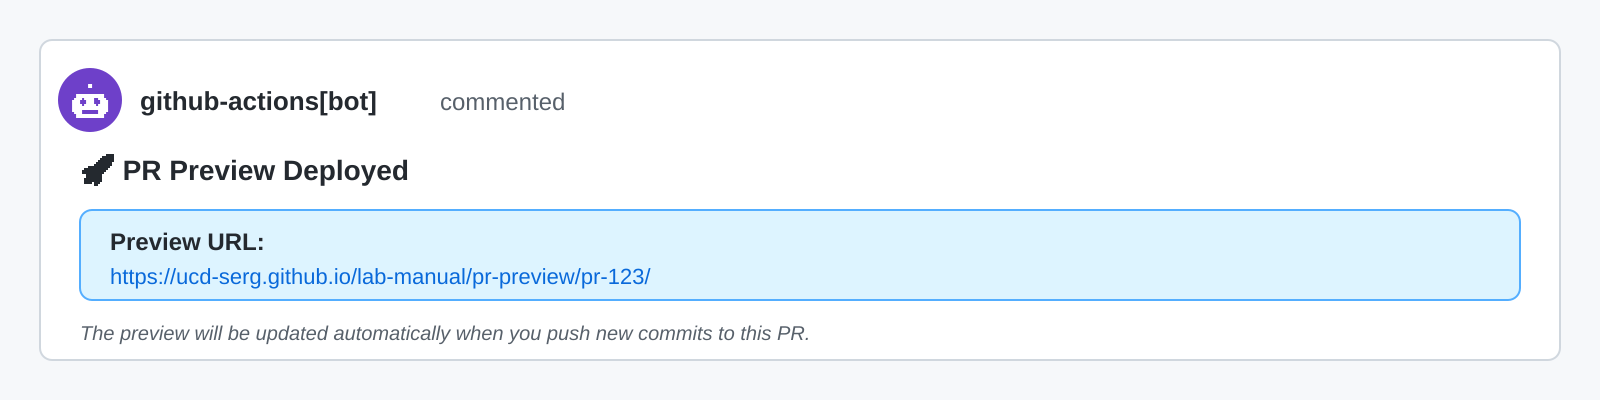 github-actions[bot] commented
🚀 PR Preview Deployed
Preview URL:
https://ucd-serg.github.io/lab-manual/pr-preview/pr-123/
The preview will be updated automatically when you push new commits to this PR.